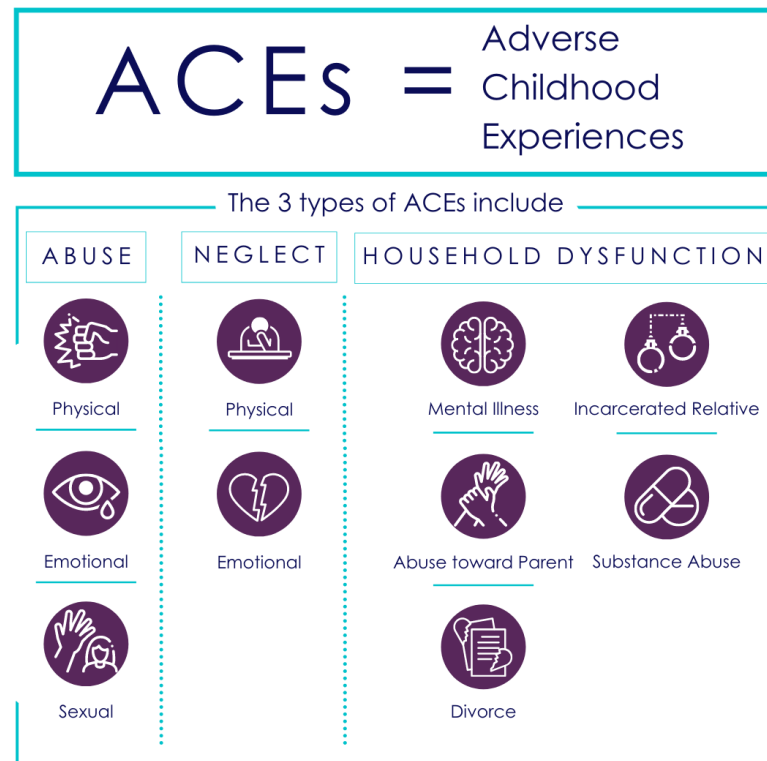 ACEs =
Adverse
Childhood
Experiences
The 3 types of ACEs include
ABUSE
Physical
Emotional
Sexual
NEGLECT
Physical
Emotional
HOUSEHOLD DYSFUNCTION
Mental Illness
Incarcerated Relative
Abuse toward Parent
Substance Abuse
Divorce